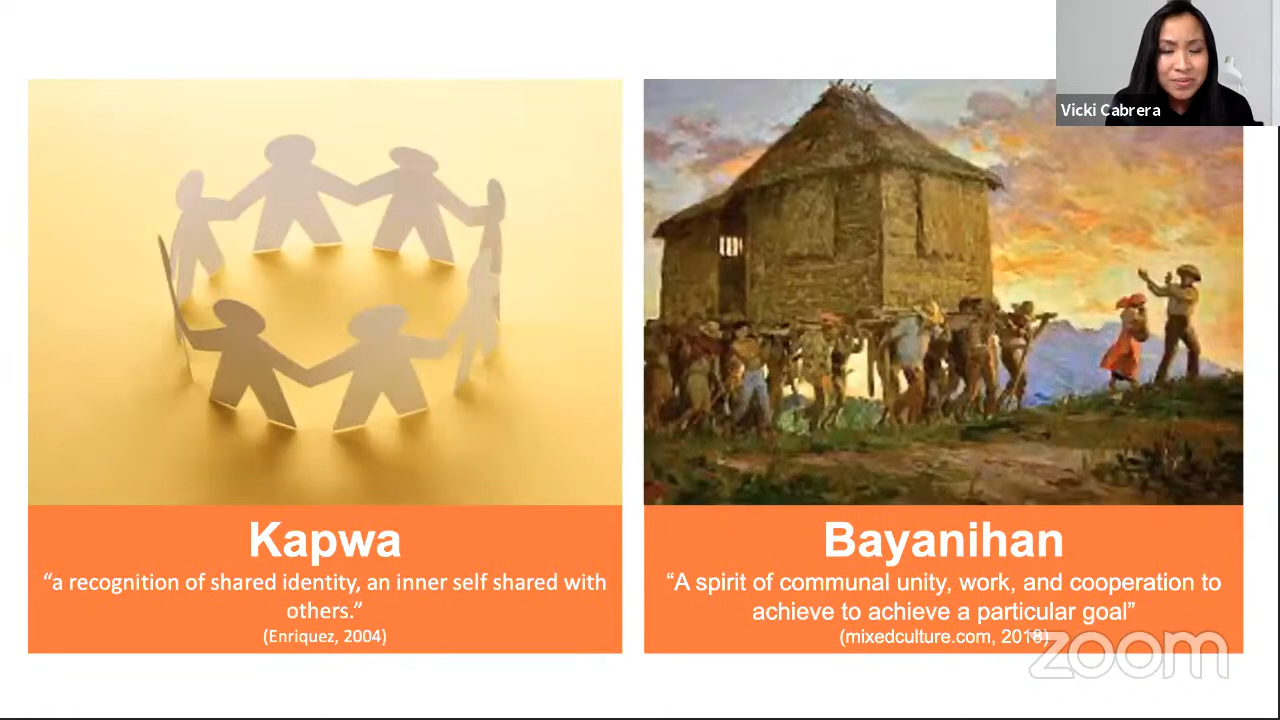 Vicki Cabrera
Kapwa
“a recognition of shared identity, an inner self shared with
others.”
(Enriquez, 2004)
Bayanihan
“A spirit of communal unity, work, and cooperation to
achieve to achieve a particular goal”
(mixedculture.com, 2018)
zoom